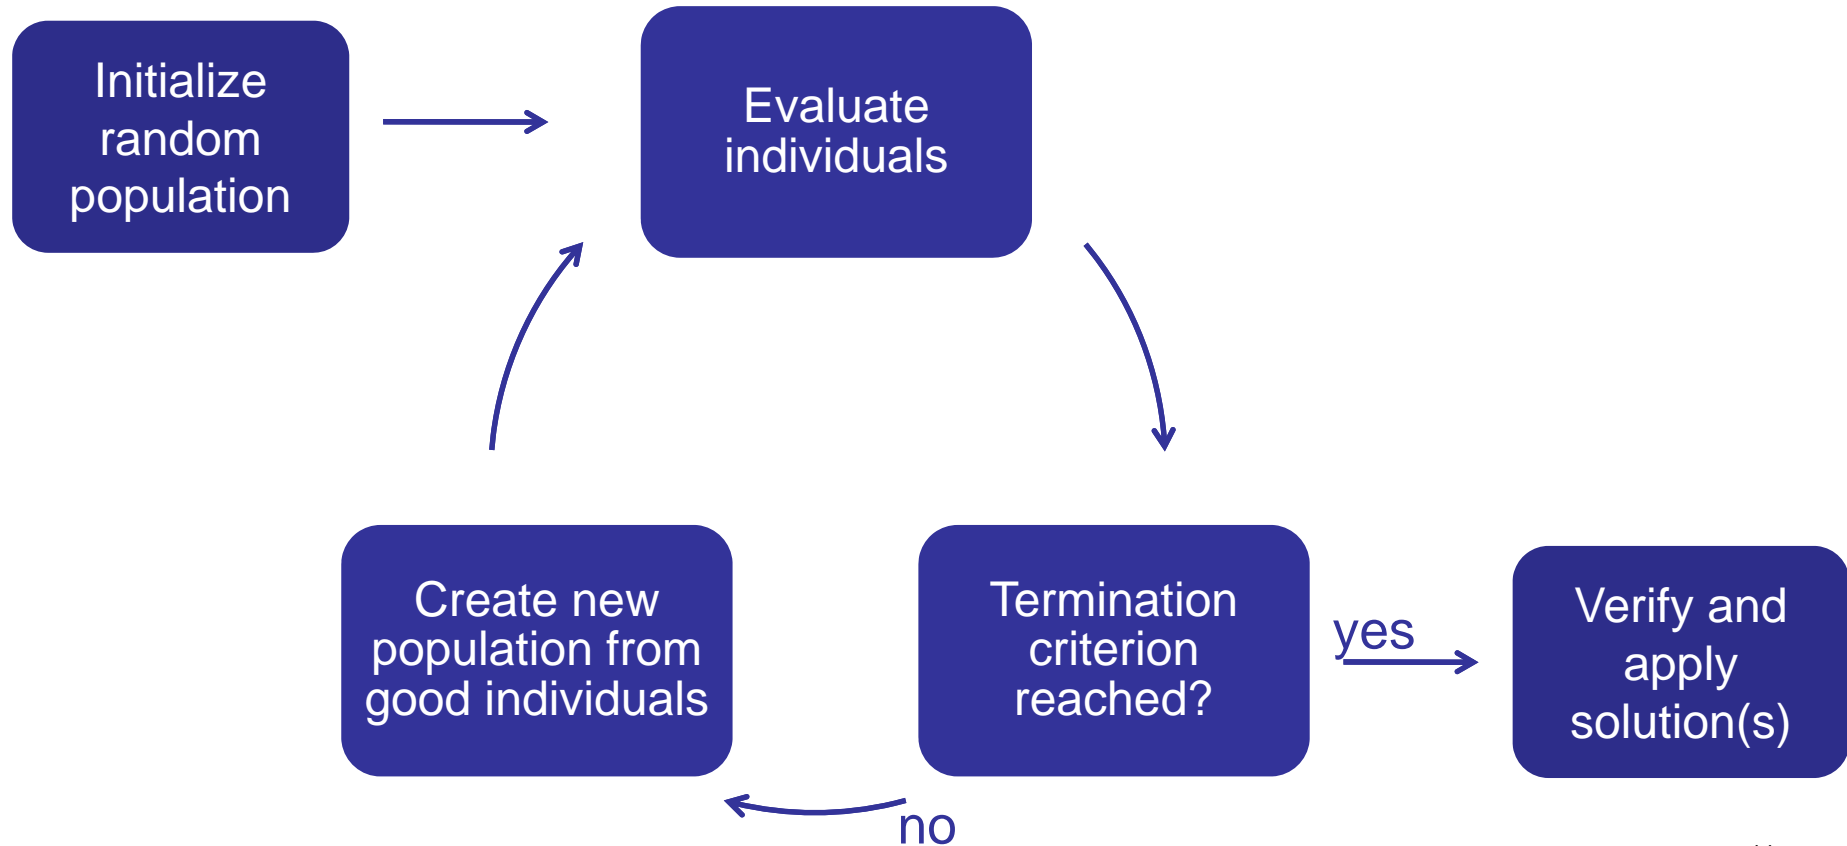 Initialize
random
population
Evaluate
individuals
Create new
population from
good individuals
Termination
criterion
reached?
yes
Verify and
apply
solution(s)
no